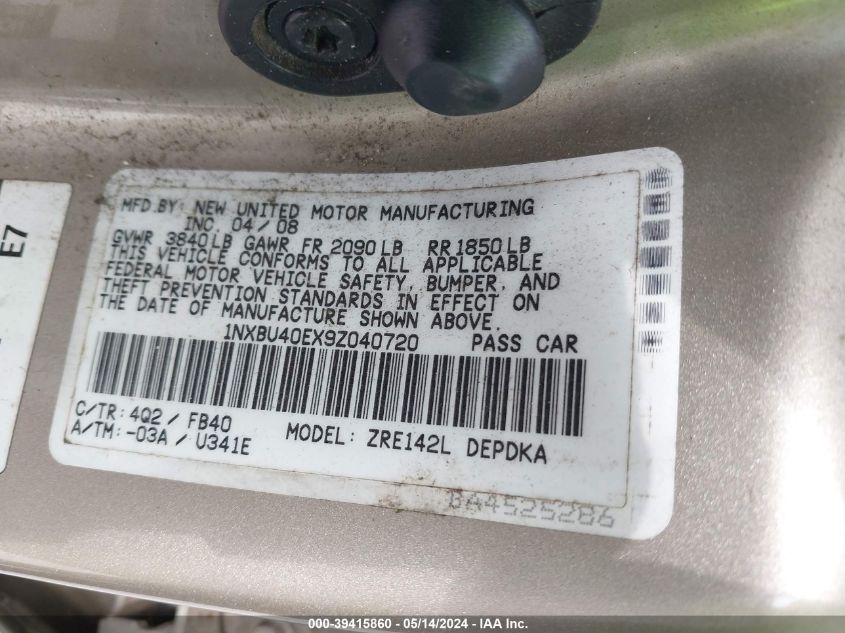 MFD.BY: NEW UNITED MOTOR MANUFACTURING
INC. 04/08
GVWR 3840LB GAWR FR 2090LB RR1850LB
THIS VEHICLE CONFORMS TO ALL APPLICABLE
FEDERAL MOTOR VEHICLE SAFETY, BUMPER, AND
THEFT PREVENTION STANDARDS IN EFFECT ON
THE DATE OF MANUFACTURE SHOWN ABOVE.
1NXBU40EX9Z040720 PASS CAR
C/TR: 4Q2 / FB40
A/TM: -03A / U341E MODEL: ZRE142L DEPDKA
BA4525286
E7
000-39415860 - 05/14/2024 - IAA Inc.